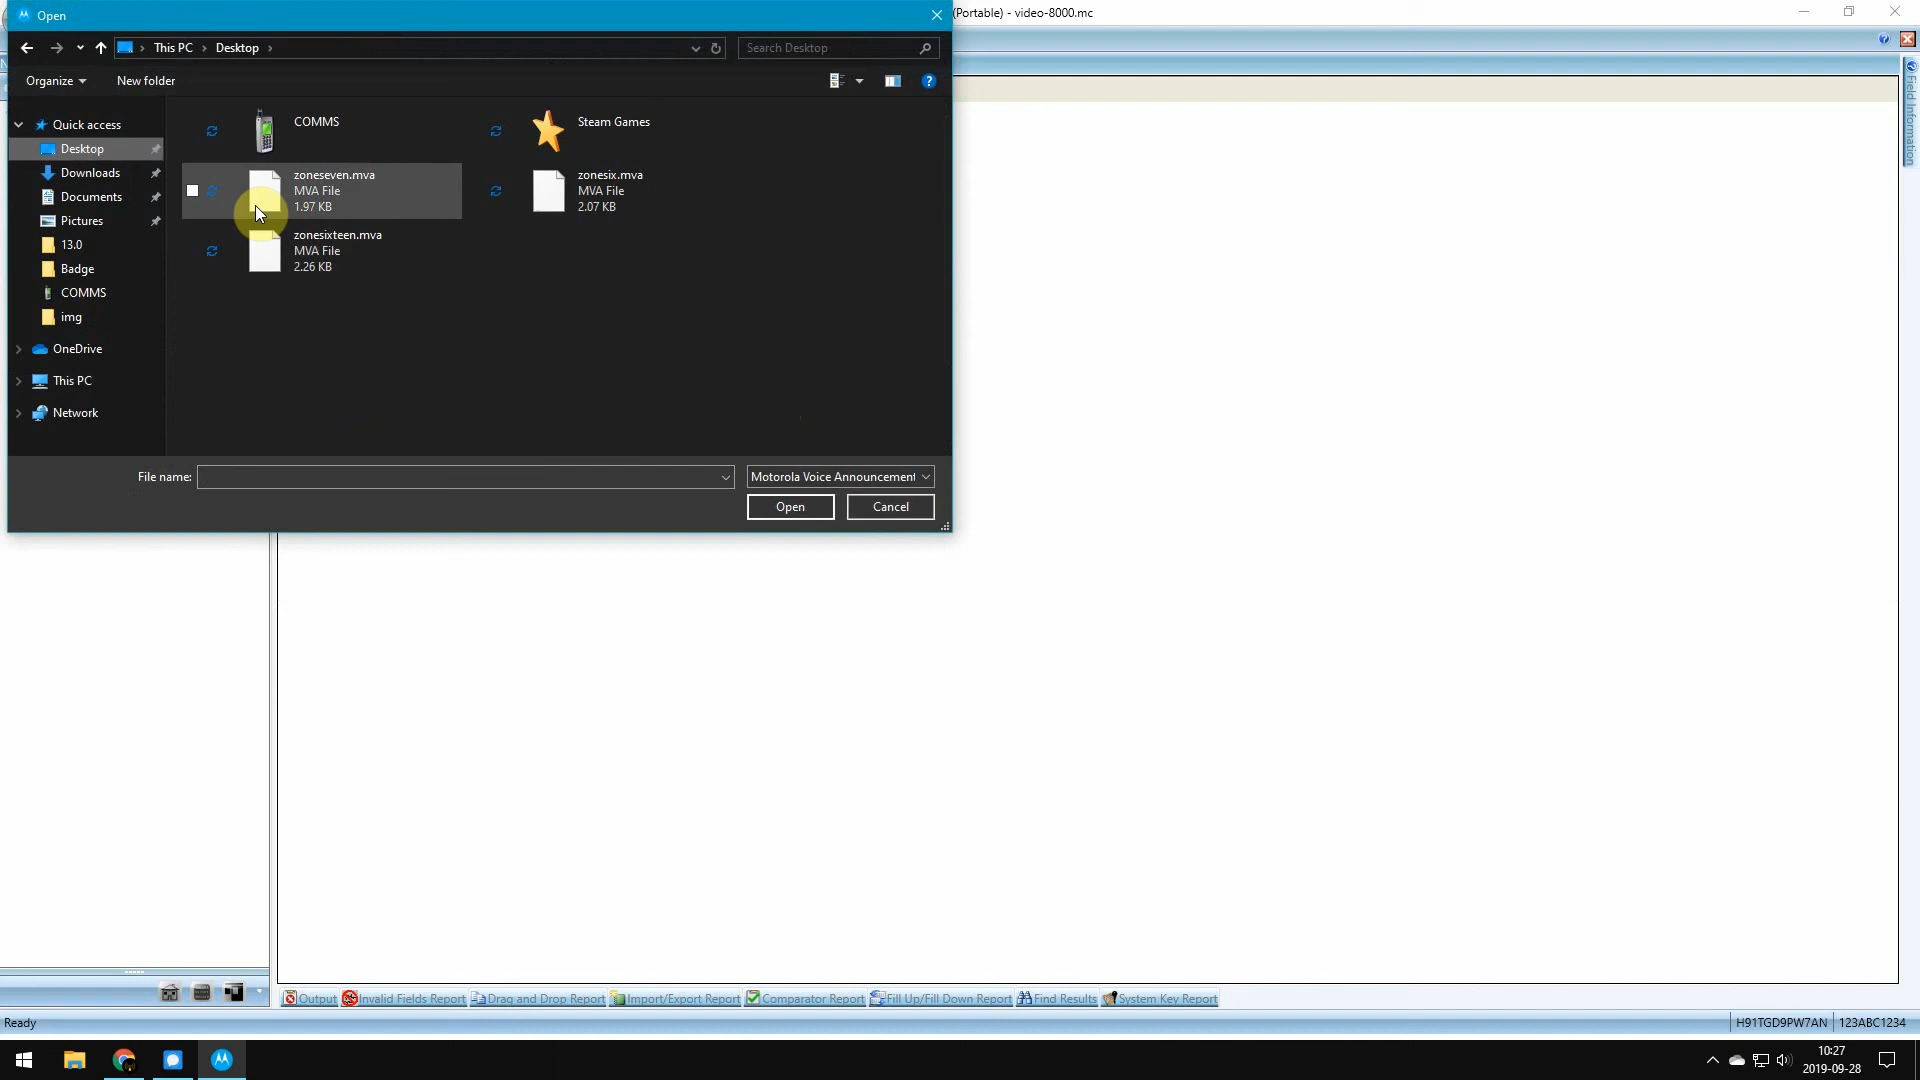 Open
(Portable) - video-8000.mc
This PC
Desktop
Search Desktop
Organize
New folder
Quick access
Desktop
Downloads
Documents
Pictures
13.0
Badge
COMMS
img
OneDrive
This PC
Network
COMMS
Steam Games
zoneseven.mva
MVA File
1.97 KB
zonesix.mva
MVA File
2.07 KB
zonesixteen.mva
MVA File
2.26 KB
File name:
Motorola Voice Announcement
Open
Cancel
Field Information
Output
Invalid Fields Report
Drag and Drop Report
Import/Export Report
Comparator Report
Fill Up/Fill Down Report
Find Results
System Key Report
Ready
H91TGD9PW7AN
123ABC1234
10:27
2019-09-28